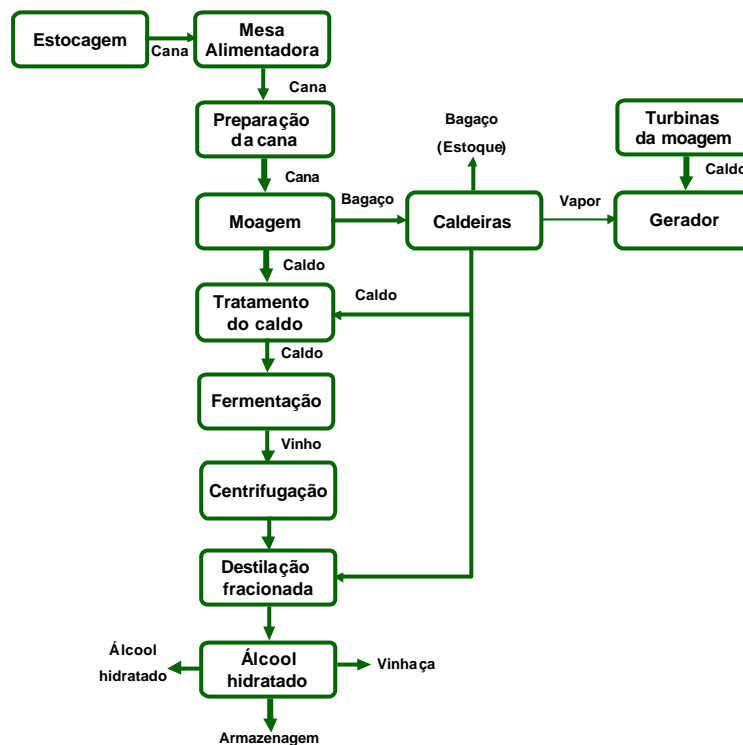 Estocagem
Cana
Mesa
Alimentadora
Cana
Preparação
da cana
Cana
Bagaço
(Estoque)
Turbinas
da moagem
Caldo
Moagem
Bagaço
Caldeiras
Vapor
Gerador
Caldo
Tratamento
do caldo
Caldo
Caldo
Fermentação
Vinho
Centrifugação
Destilação
fracionada
Álcool
hidratado
Álcool
hidratado
Vinhaça
Armazenagem